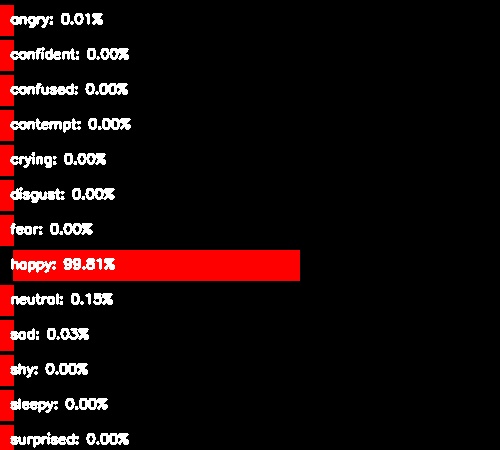 angry: 0.01%
confident: 0.00%
confused: 0.00%
contempt: 0.00%
crying: 0.00%
disgust: 0.00%
fear: 0.00%
happy: 99.81%
neutral: 0.15%
sad: 0.03%
shy: 0.00%
sleepy: 0.00%
surprised: 0.00%